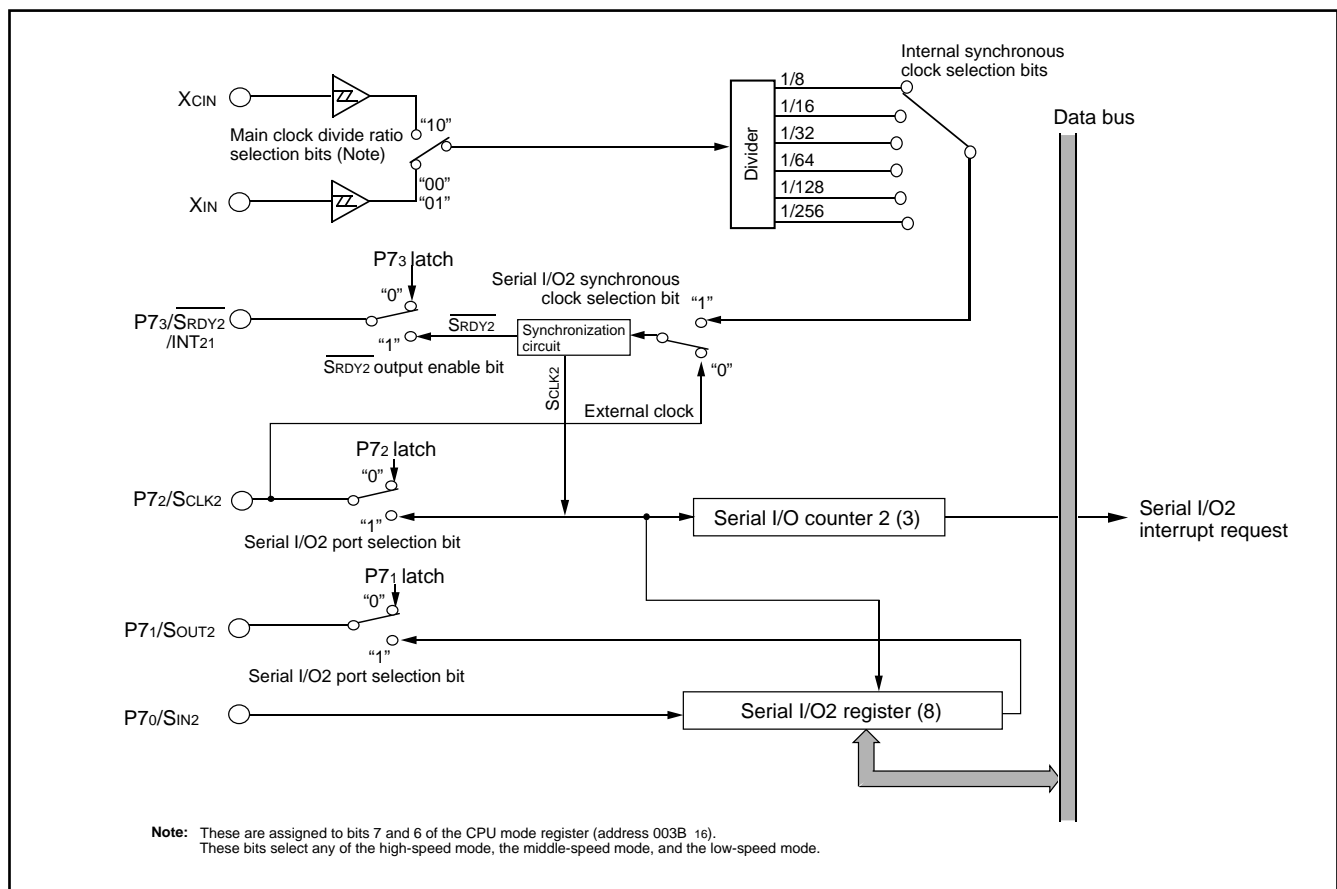 XCIN
"10"
Main clock divide ratio
selection bits (Note)
"00"
"01"
XIN
Divider
1/8
1/16
1/32
1/64
1/128
1/256
Internal synchronous
clock selection bits
Data bus
P73 latch
"0"
P73/SRDY2
/INT21
"1"
SRDY2 output enable bit
SRDY2
Synchronization
circuit
Serial I/O2 synchronous
clock selection bit
"1"
"0"
SCLK2
External clock
P72 latch
"0"
P72/SCLK2
"1"
Serial I/O2 port selection bit
Serial I/O counter 2 (3)
Serial I/O2
interrupt request
P71 latch
"0"
P71/SOUT2
"1"
Serial I/O2 port selection bit
P70/SIN2
Serial I/O2 register (8)
Note: These are assigned to bits 7 and 6 of the CPU mode register (address 003B 16).
These bits select any of the high-speed mode, the middle-speed mode, and the low-speed mode.